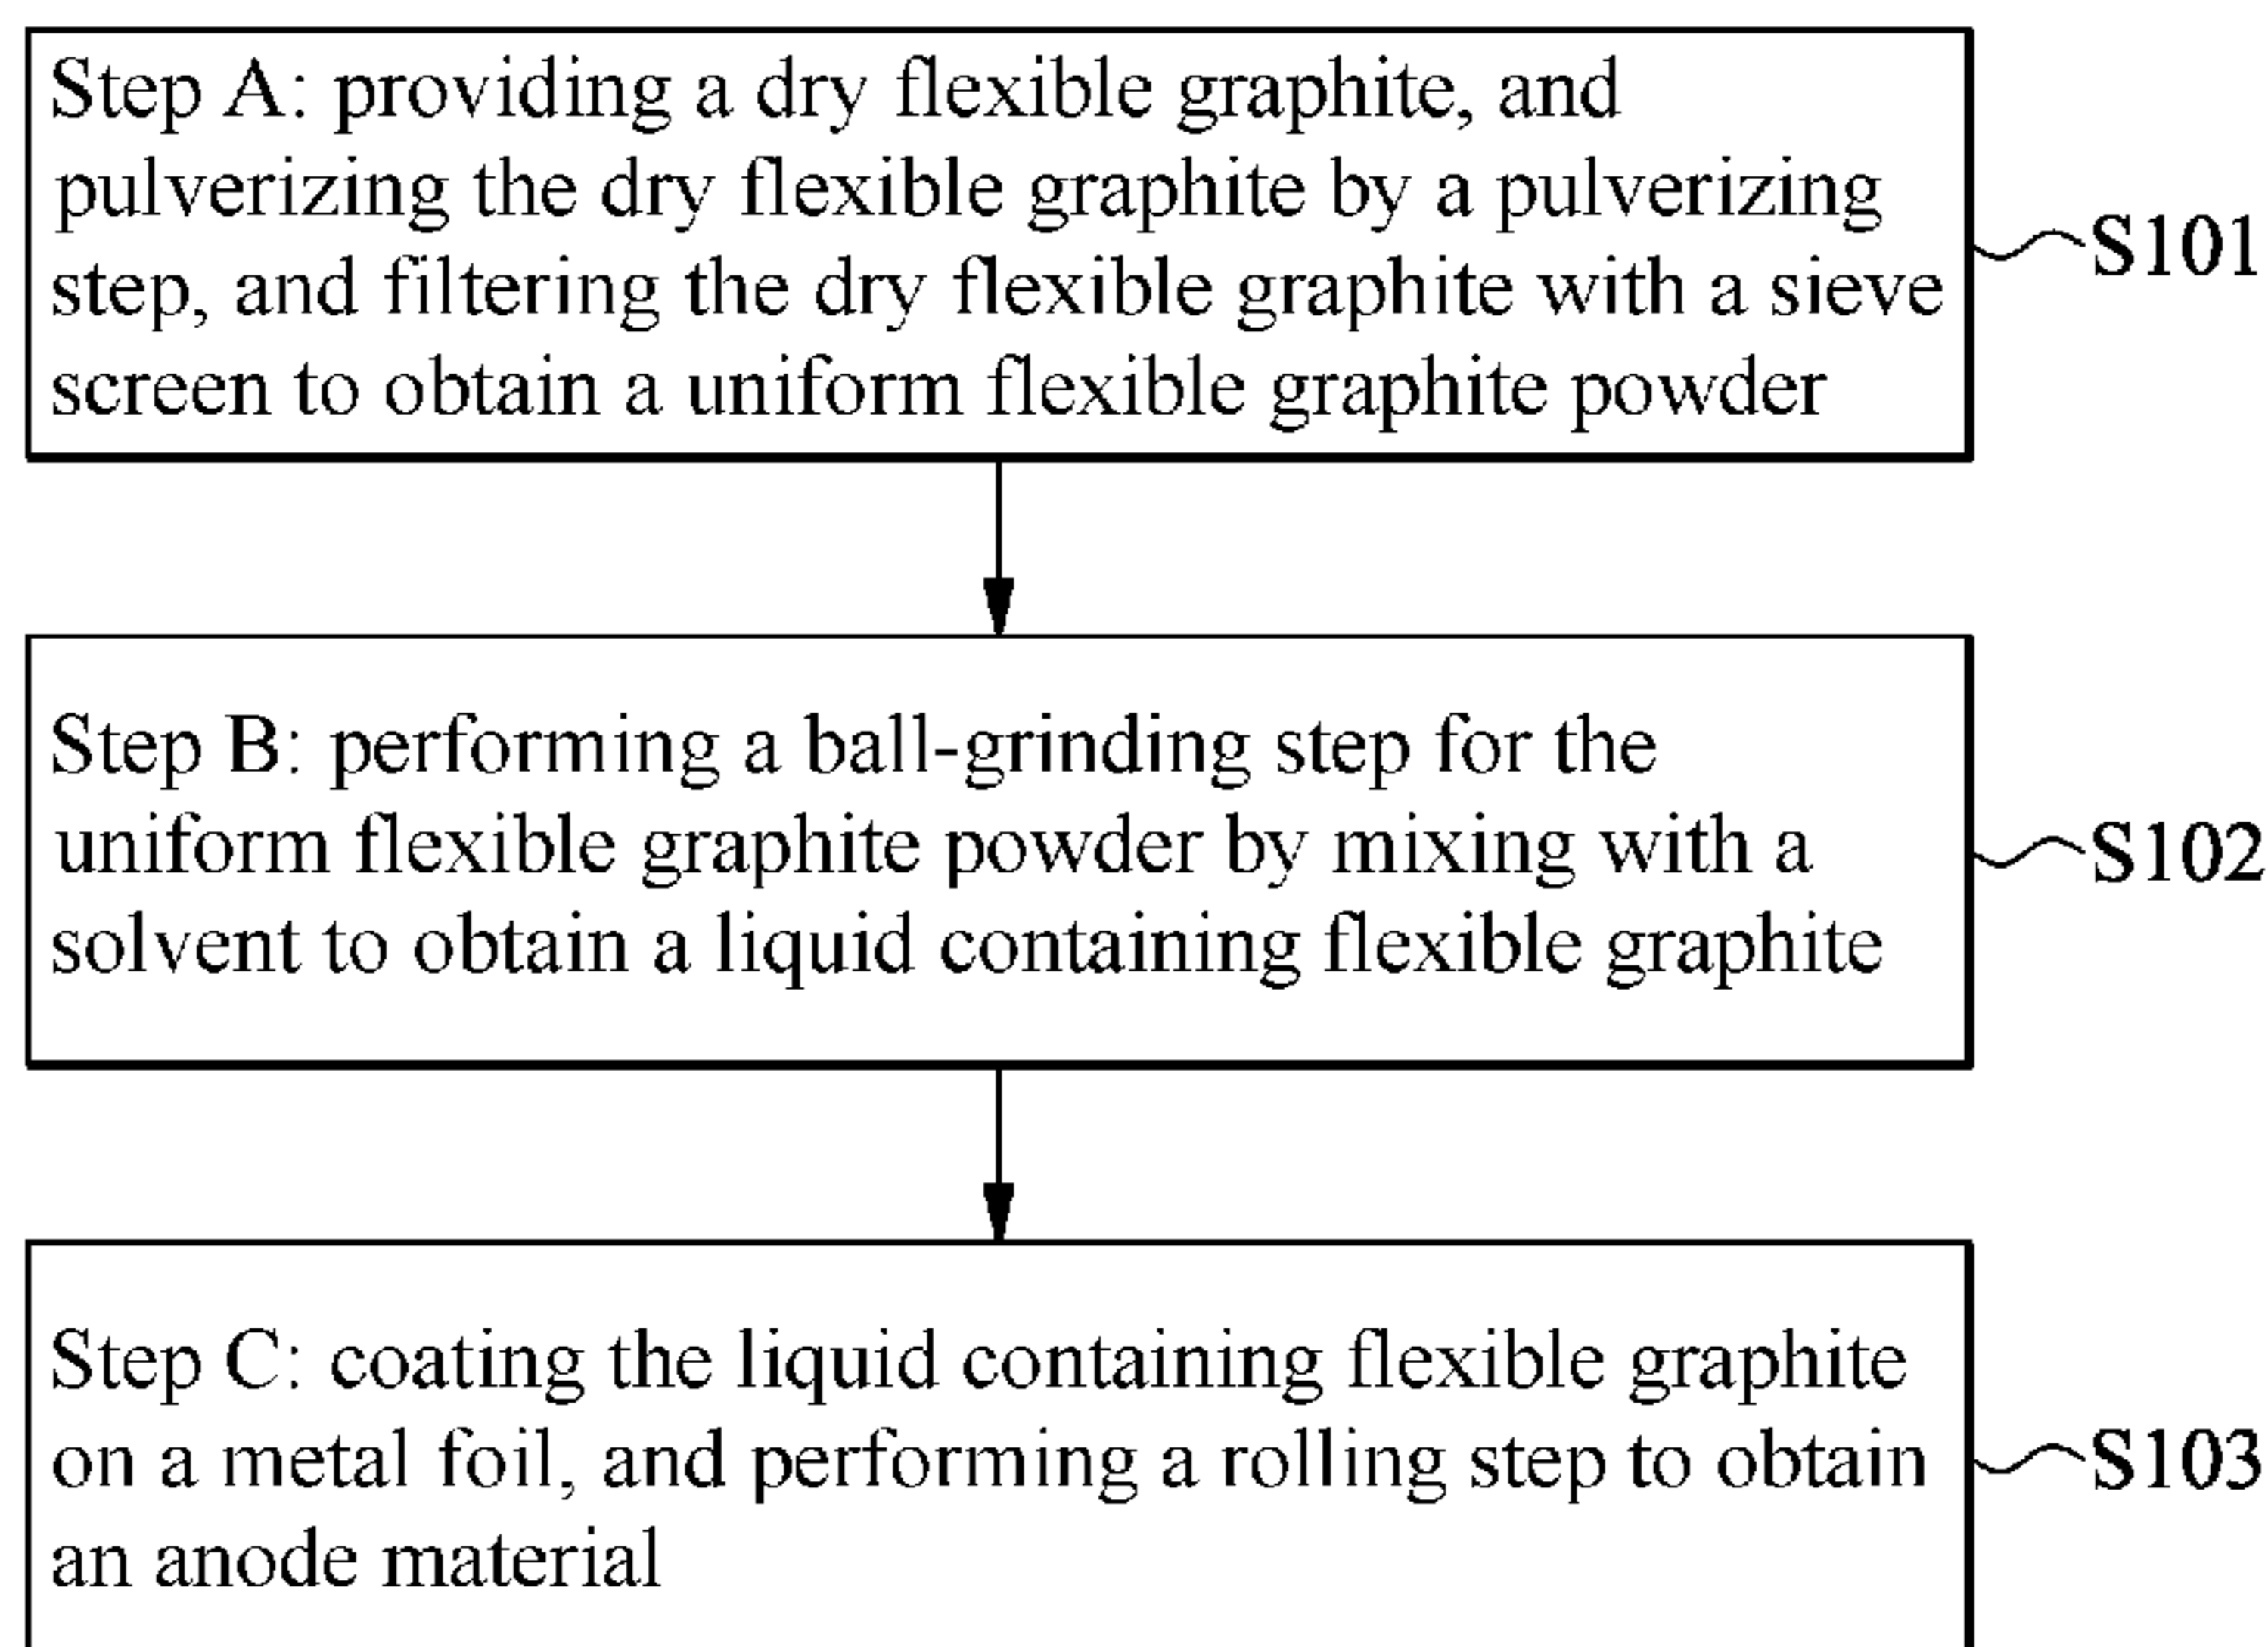 Step A: providing a dry flexible graphite, and
pulverizing the dry flexible graphite by a pulverizing
step, and filtering the dry flexible graphite with a sieve
screen to obtain a uniform flexible graphite powder
S101
Step B: performing a ball-grinding step for the
uniform flexible graphite powder by mixing with a
solvent to obtain a liquid containing flexible graphite
S102
Step C: coating the liquid containing flexible graphite
on a metal foil, and performing a rolling step to obtain
an anode material
S103